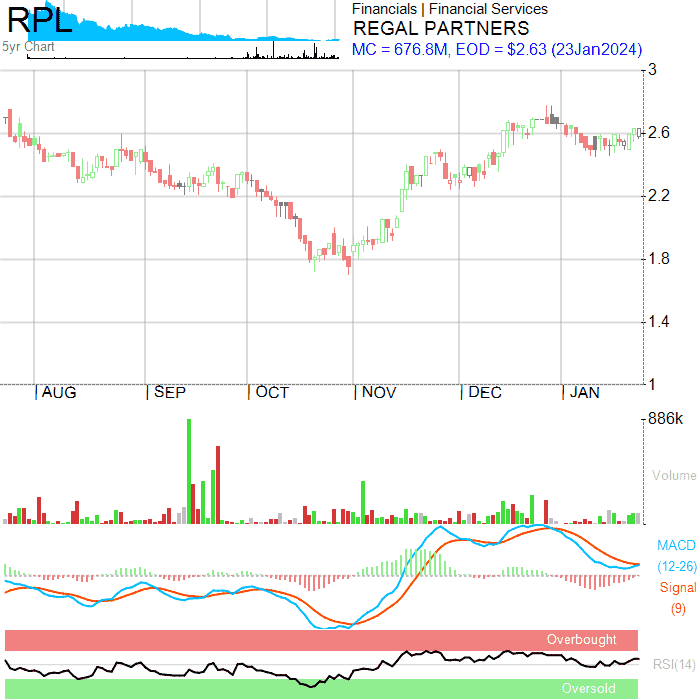 RPL
5yr Chart
Financials | Financial Services
REGAL PARTNERS
MC = 676.8M, EOD = $2.63 (23Jan2024)
3
2.6
2.2
1.8
1.4
1
AUG SEP OCT NOV DEC JAN
886k
Volume
MACD
(12-26)
Signal
(9)
Overbought
RSI(14)
Oversold